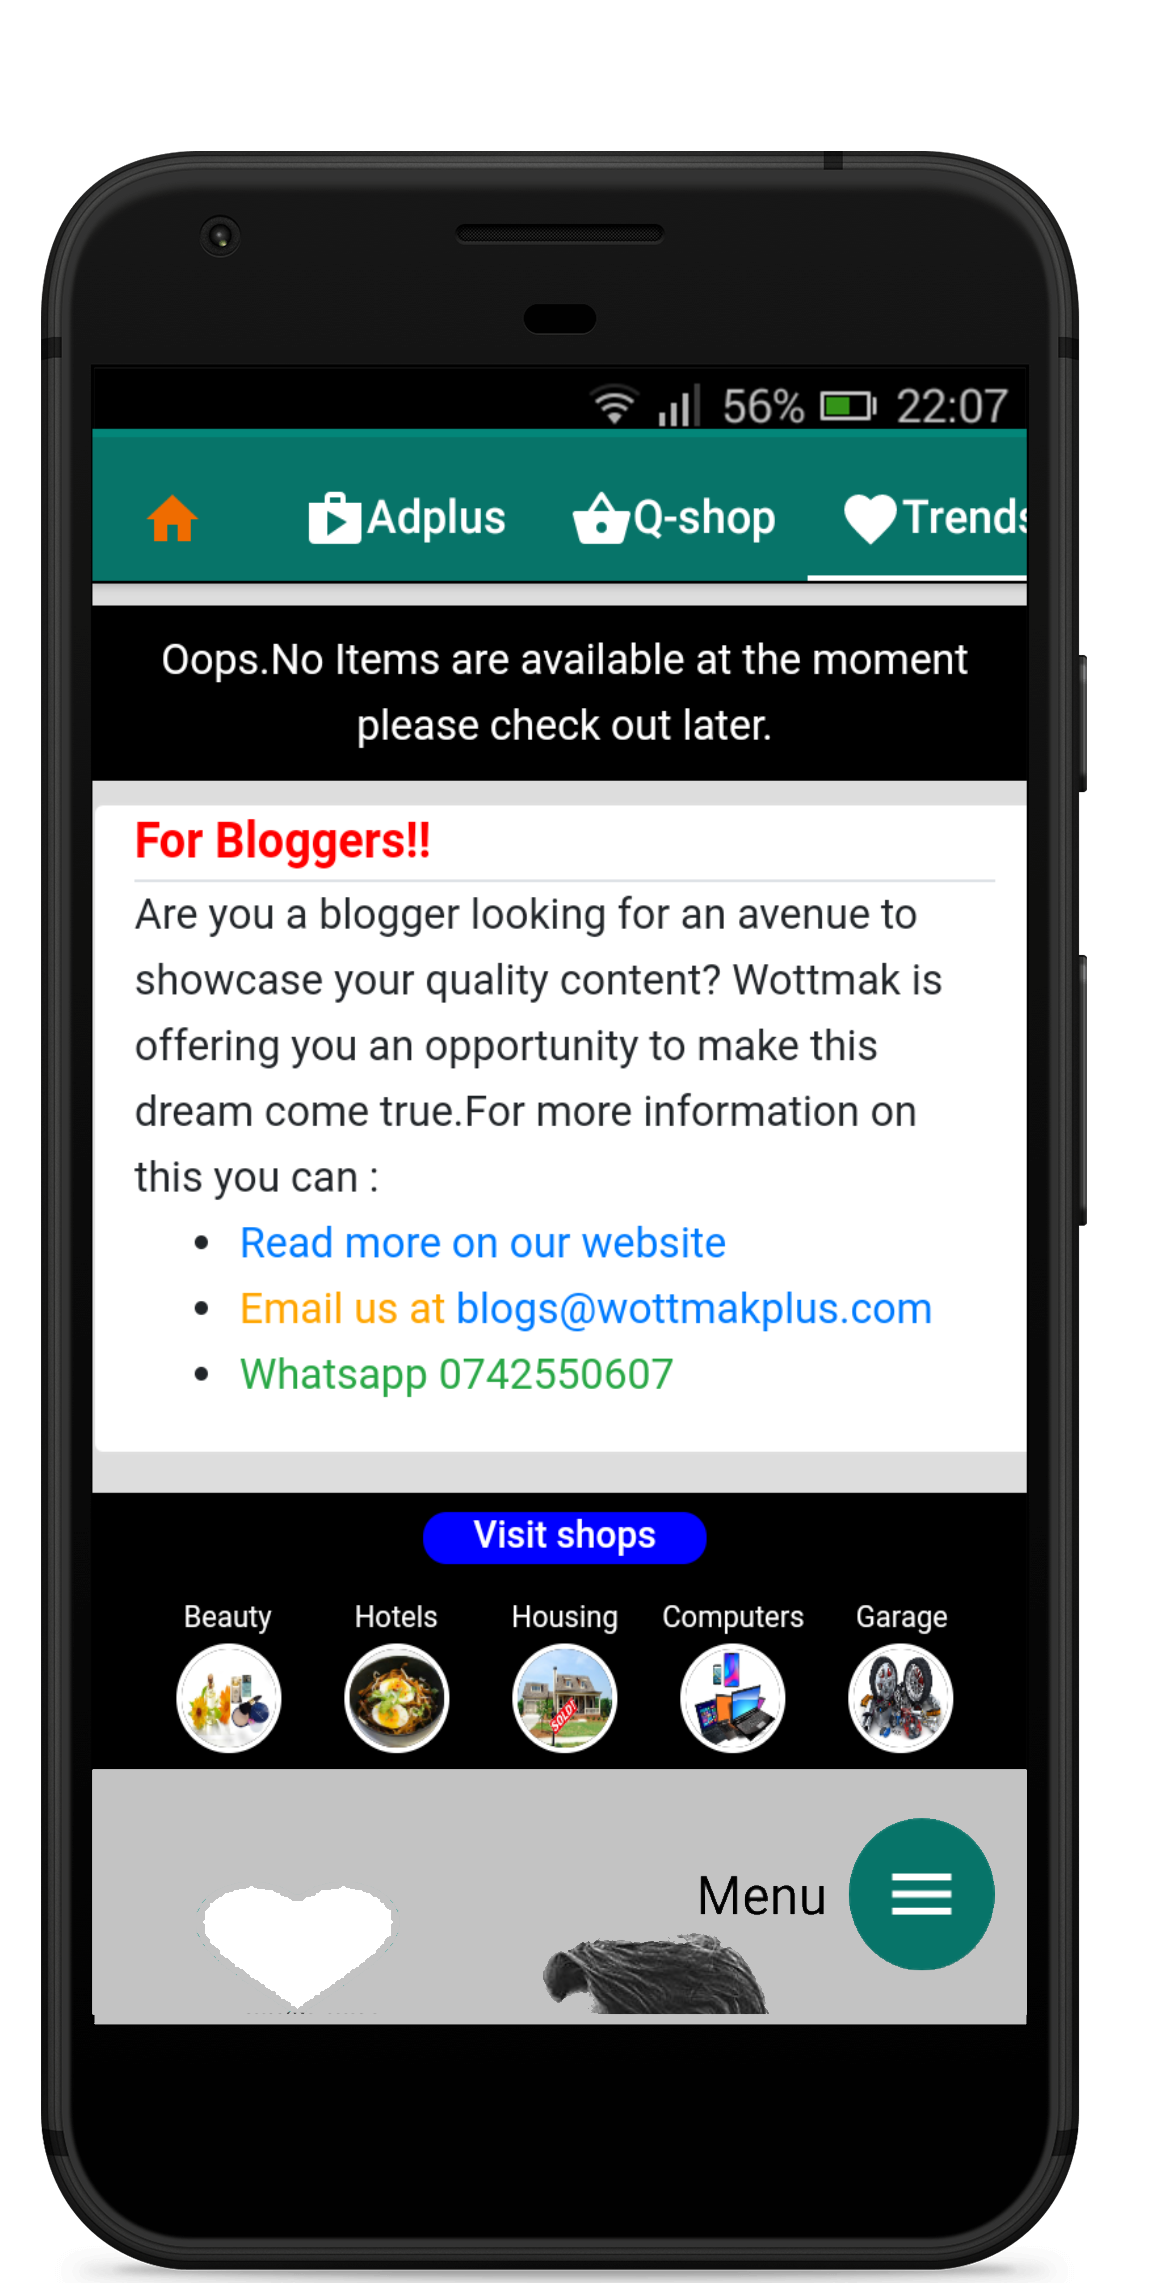 56% 22:07
Adplus Q-shop Trends
Oops.No Items are available at the moment
please check out later.
For Bloggers!!
Are you a blogger looking for an avenue to
showcase your quality content? Wottmak is
offering you an opportunity to make this
dream come true.For more information on
this you can :
• Read more on our website
• Email us at blogs@wottmakplus.com
• Whatsapp 0742550607
Visit shops
Beauty Hotels Housing Computers Garage
SOLD!
Menu